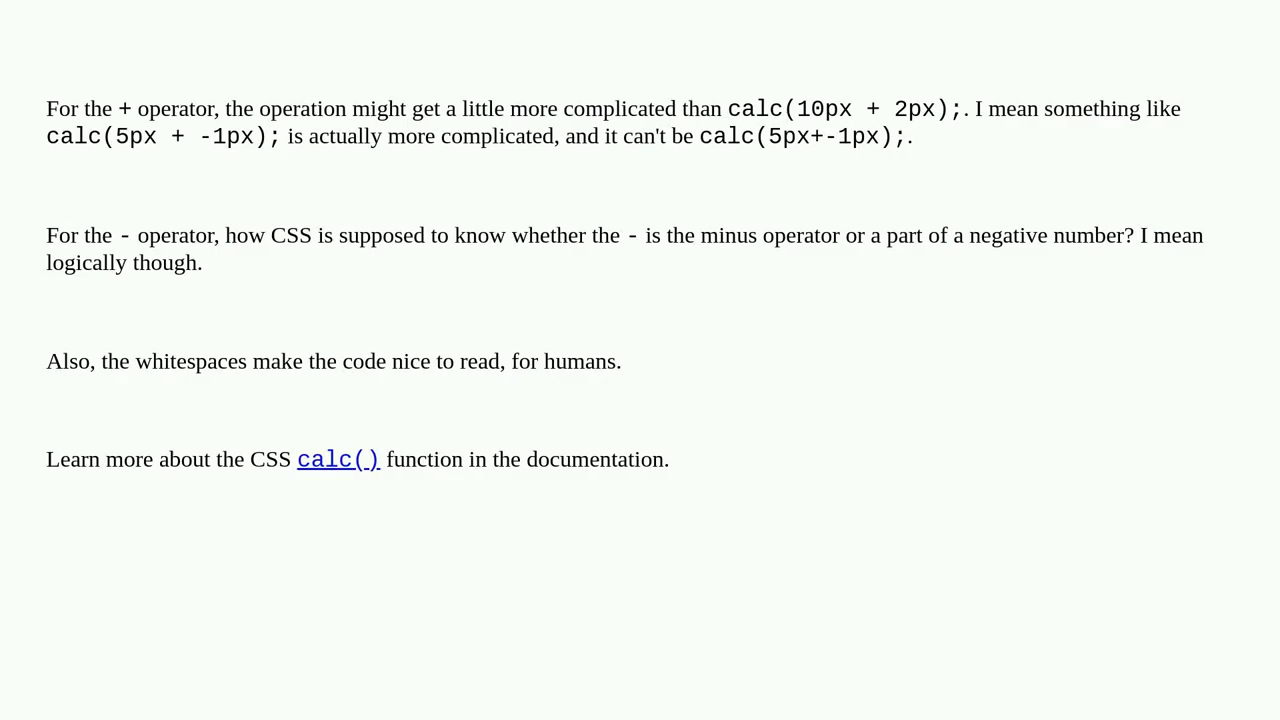 For the + operator, the operation might get a little more complicated than calc(10px + 2px);. I mean something like
calc(5px + -1px); is actually more complicated, and it can't be calc(5px+-1px);.
For the - operator, how CSS is supposed to know whether the - is the minus operator or a part of a negative number? I mean
logically though.
Also, the whitespaces make the code nice to read, for humans.
Learn more about the CSS calc() function in the documentation.